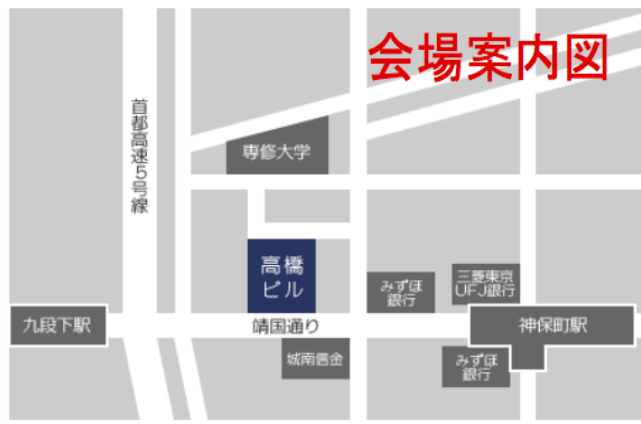 会場案内図
首都高速5号線
専修大学
高橋
ビル
みずほ
銀行
三菱東京
UFJ銀行
九段下駅
靖国通り
神保町駅
城南信金
みずほ
銀行